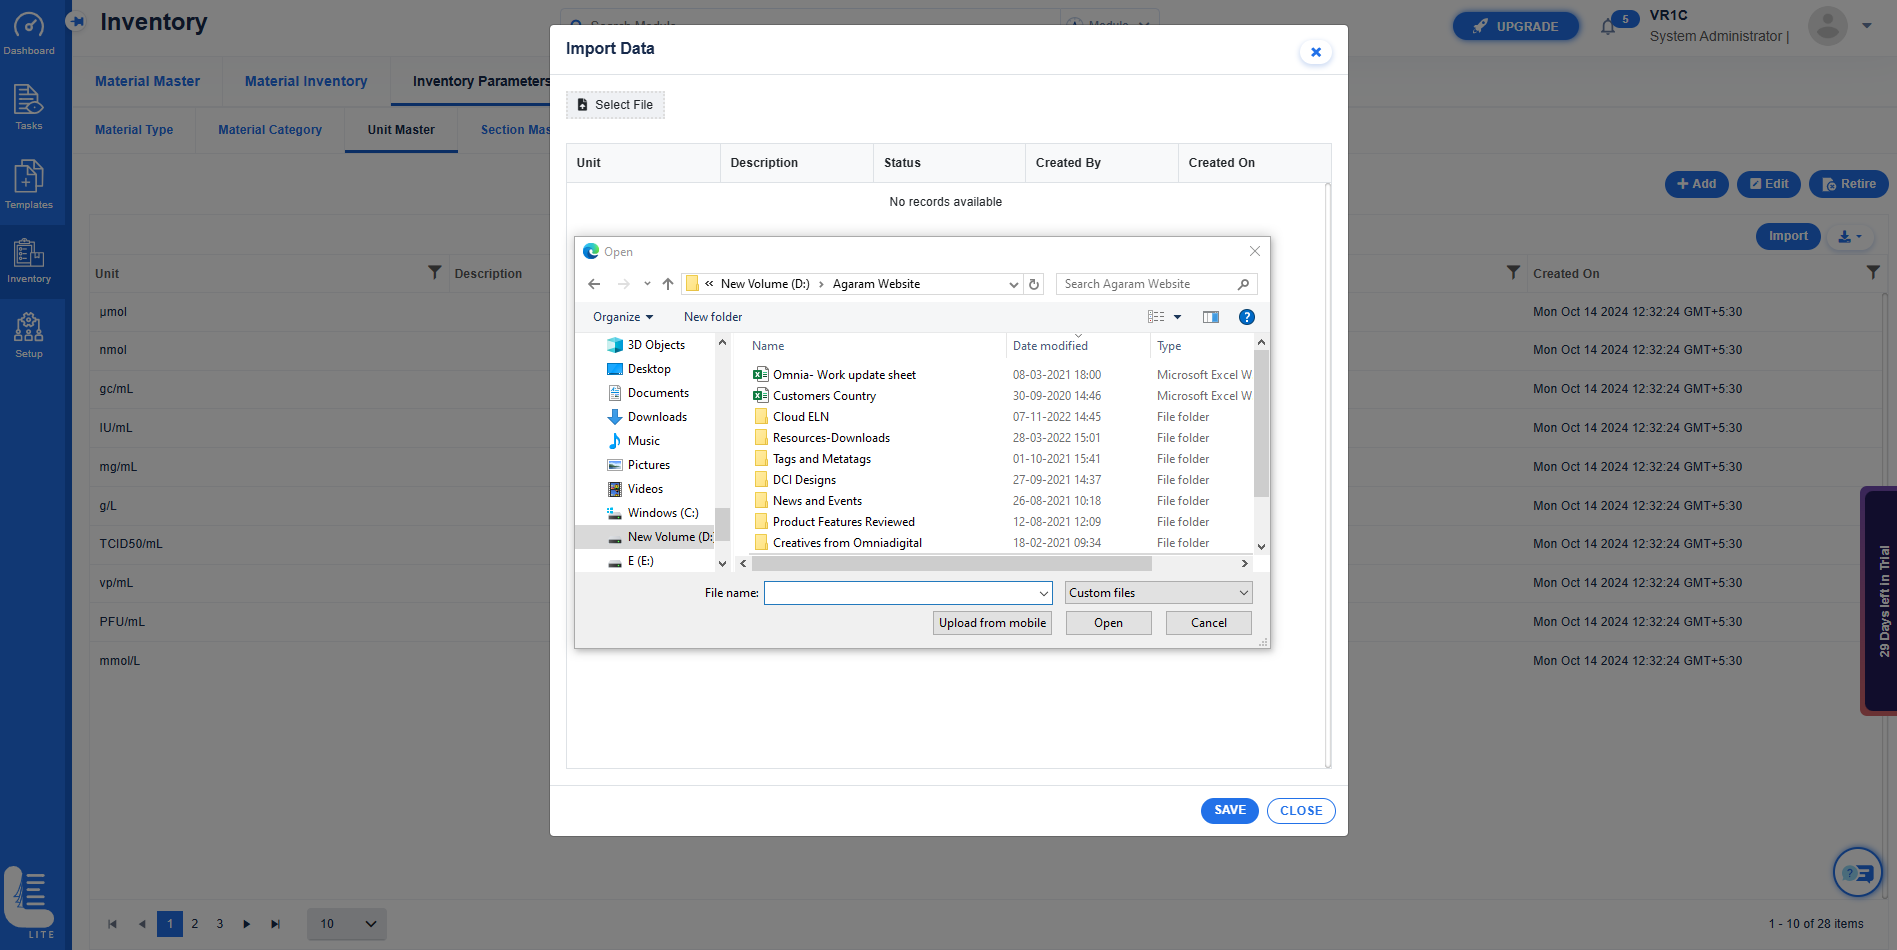 Inventory
Search Module
Module
UPGRADE
5
VR1C
System Administrator |
Dashboard
Tasks
Templates
Inventory
Setup
LITE
Material Master
Material Inventory
Inventory Parameters
Material Type
Material Category
Unit Master
Section Mas
Add
Edit
Retire
Import
Unit
Description
Created On
µmol
Mon Oct 14 2024 12:32:24 GMT+5:30
nmol
Mon Oct 14 2024 12:32:24 GMT+5:30
gc/mL
Mon Oct 14 2024 12:32:24 GMT+5:30
IU/mL
Mon Oct 14 2024 12:32:24 GMT+5:30
mg/mL
Mon Oct 14 2024 12:32:24 GMT+5:30
g/L
Mon Oct 14 2024 12:32:24 GMT+5:30
TCID50/mL
Mon Oct 14 2024 12:32:24 GMT+5:30
vp/mL
Mon Oct 14 2024 12:32:24 GMT+5:30
PFU/mL
Mon Oct 14 2024 12:32:24 GMT+5:30
mmol/L
Mon Oct 14 2024 12:32:24 GMT+5:30
1 2 3
10
1 - 10 of 28 items
29 Days left in Trial
Import Data
Select File
Unit Description Status Created By Created On
No records available
Open
« New Volume (D:) › Agaram Website
Search Agaram Website
Organize
New folder
3D Objects
Desktop
Documents
Downloads
Music
Pictures
Videos
Windows (C:)
New Volume (D:
E (E:)
Name Date modified Type
Omnia- Work update sheet 08-03-2021 18:00 Microsoft Excel W
Customers Country 30-09-2020 14:46 Microsoft Excel W
Cloud ELN 07-11-2022 14:45 File folder
Resources-Downloads 28-03-2022 15:01 File folder
Tags and Metatags 01-10-2021 15:41 File folder
DCI Designs 27-09-2021 14:37 File folder
News and Events 26-08-2021 10:18 File folder
Product Features Reviewed 12-08-2021 12:09 File folder
Creatives from Omniadigital 18-02-2021 09:34 File folder
File name:
Custom files
Upload from mobile
Open
Cancel
SAVE
CLOSE